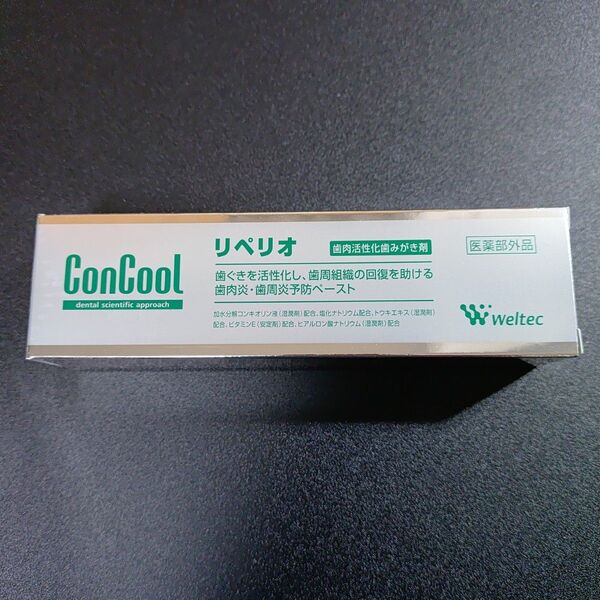 ConCool
dental scientific approach
リペリオ
歯肉活性化歯みがき剤
医薬部外品
歯ぐきを活性化し、歯周組織の回復を助ける
歯肉炎・歯周炎予防ペースト
加水分解コンキオリン液(湿潤剤)配合、塩化ナトリウム配合、トウキエキス(湿潤剤)
配合、ビタミンE(安定剤)配合、ヒアルロン酸ナトリウム(湿潤剤)配合
Weltec